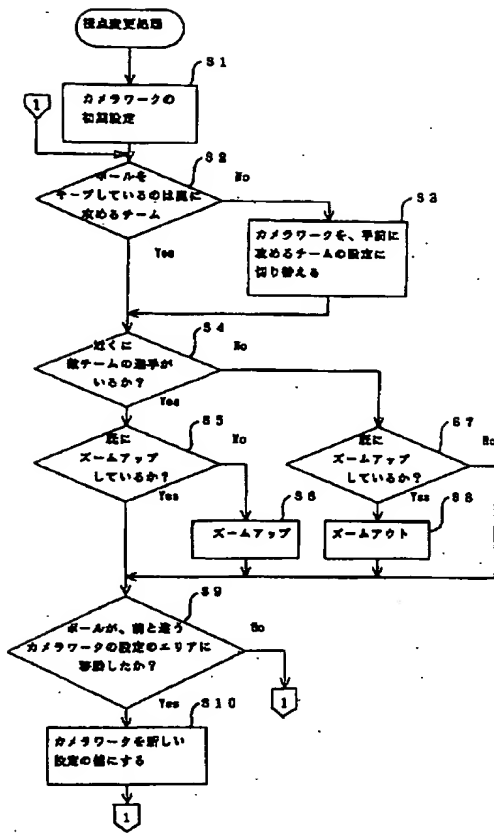 視点変更処理
S1
カメラワークの
初期設定
1
S2
ボールを
キープしているのは奥に
攻めるチーム
No
Yes
S3
カメラワークを、手前に
攻めるチームの設定に
切り替える
S4
近くに
敵チームの選手が
いるか?
No
Yes
S5
既に
ズームアップ
しているか?
No
Yes
S6
ズームアップ
S7
既に
ズームアップ
しているか?
No
Yes
S8
ズームアウト
S9
ボールが、前と違う
カメラワークの設定のエリアに
移動したか?
No
1
Yes
S10
カメラワークを新しい
設定の値にする
1